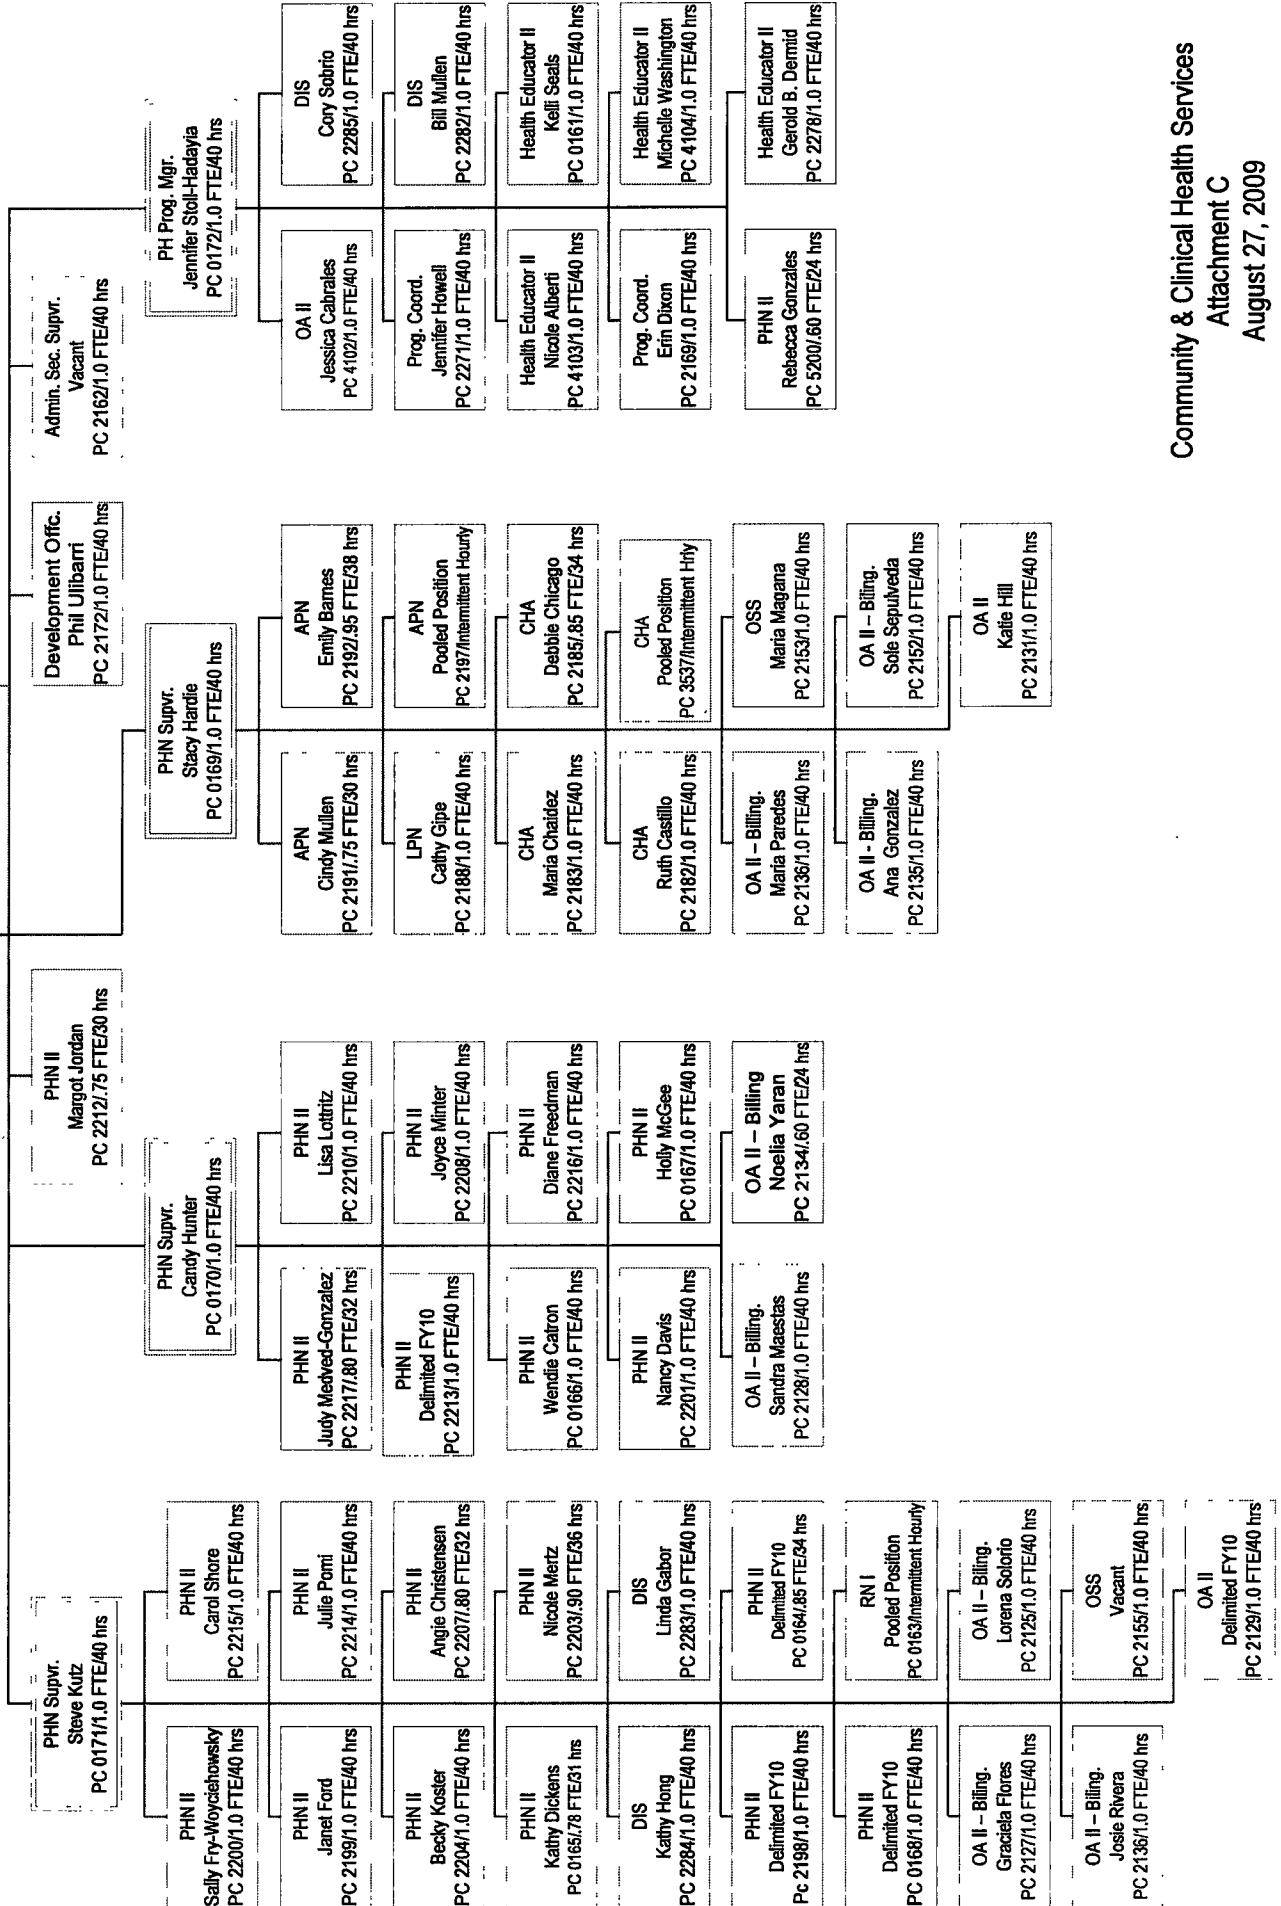 PHN Supvr.
Steve Kutz
PC 0171/1.0 FTE/40 hrs
PHN II
Margot Jordan
PC 2212/.75 FTE/30 hrs
Development Offc.
Phil Ulibarri
PC 2172/1.0 FTE/40 hrs
Admin. Sec. Supvr.
Vacant
PC 2162/1.0 FTE/40 hrs
PHN II
Sally Fry-Woyciehowsky
PC 2200/1.0 FTE/40 hrs
PHN II
Carol Shore
PC 2215/1.0 FTE/40 hrs
PHN II
Janet Ford
PC 2199/1.0 FTE/40 hrs
PHN II
Julie Pomi
PC 2214/1.0 FTE/40 hrs
PHN II
Becky Koster
PC 2204/1.0 FTE/40 hrs
PHN II
Angie Christensen
PC 2207/.80 FTE/32 hrs
PHN II
Kathy Dickens
PC 0165/.78 FTE/31 hrs
PHN II
Nicole Mertz
PC 2203/.90 FTE/36 hrs
DIS
Kathy Hong
PC 2284/1.0 FTE/40 hrs
DIS
Linda Gabor
PC 2283/1.0 FTE/40 hrs
PHN II
Delimited FY10
Pc 2198/1.0 FTE/40 hrs
PHN II
Delimited FY10
PC 0164/.85 FTE/34 hrs
PHN II
Delimited FY10
PC 0168/1.0 FTE/40 hrs
RN I
Pooled Position
PC 0163/Intermittent Hourly
OA II – Biling.
Graciela Flores
PC 2127/1.0 FTE/40 hrs
OA II – Biling.
Lorena Solorio
PC 2125/1.0 FTE/40 hrs
OA II – Biling.
Josie Rivera
PC 2136/1.0 FTE/40 hrs
OSS
Vacant
PC 2155/1.0 FTE/40 hrs
OA II
Delimited FY10
PC 2129/1.0 FTE/40 hrs
PHN Supvr.
Candy Hunter
PC 0170/1.0 FTE/40 hrs
PHN II
Judy Medved-Gonzalez
PC 2217/.80 FTE/32 hrs
PHN II
Lisa Lottritz
PC 2210/1.0 FTE/40 hrs
PHN II
Delimited FY10
PC 2213/1.0 FTE/40 hrs
PHN II
Joyce Minter
PC 2208/1.0 FTE/40 hrs
PHN II
Wendie Catron
PC 0166/1.0 FTE/40 hrs
PHN II
Diane Freedman
PC 2216/1.0 FTE/40 hrs
PHN II
Nancy Davis
PC 2201/1.0 FTE/40 hrs
PHN II
Holly McGee
PC 0167/1.0 FTE/40 hrs
OA II – Biling.
Sandra Maestas
PC 2128/1.0 FTE/40 hrs
OA II – Billing
Noelia Yaran
PC 2134/.60 FTE/24 hrs
PHN Supvr.
Stacy Hardie
PC 0169/1.0 FTE/40 hrs
APN
Cindy Mullen
PC 2191/.75 FTE/30 hrs
APN
Emily Barnes
PC 2192/.95 FTE/38 hrs
LPN
Cathy Gipe
PC 2188/1.0 FTE/40 hrs
APN
Pooled Position
PC 2197/Intermittent Hourly
CHA
Maria Chaidez
PC 2183/1.0 FTE/40 hrs
CHA
Debbie Chicago
PC 2185/.85 FTE/34 hrs
CHA
Ruth Castillo
PC 2182/1.0 FTE/40 hrs
CHA
Pooled Position
PC 3537/Intermittent Hrly
OA II – Biling.
Maria Paredes
PC 2136/1.0 FTE/40 hrs
OSS
Maria Magana
PC 2153/1.0 FTE/40 hrs
OA II - Biling.
Ana Gonzalez
PC 2135/1.0 FTE/40 hrs
OA II – Biling.
Sole Sepulveda
PC 2152/1.0 FTE/40 hrs
OA II
Katie Hill
PC 2131/1.0 FTE/40 hrs
PH Prog. Mgr.
Jennifer Stoll-Hadayia
PC 0172/1.0 FTE/40 hrs
OA II
Jessica Cabrales
PC 4102/1.0 FTE/40 hrs
DIS
Cory Sobrio
PC 2285/1.0 FTE/40 hrs
Prog. Coord.
Jennifer Howell
PC 2271/1.0 FTE/40 hrs
DIS
Bill Mullen
PC 2282/1.0 FTE/40 hrs
Health Educator II
Nicole Alberti
PC 4103/1.0 FTE/40 hrs
Health Educator II
Kelli Seals
PC 0161/1.0 FTE/40 hrs
Prog. Coord.
Erin Dixon
PC 2169/1.0 FTE/40 hrs
Health Educator II
Michelle Washington
PC 4104/1.0 FTE/40 hrs
PHN II
Rebecca Gonzales
PC 5200/.60 FTE/24 hrs
Health Educator II
Gerold B. Dermid
PC 2278/1.0 FTE/40 hrs
Community & Clinical Health Services
Attachment C
August 27, 2009